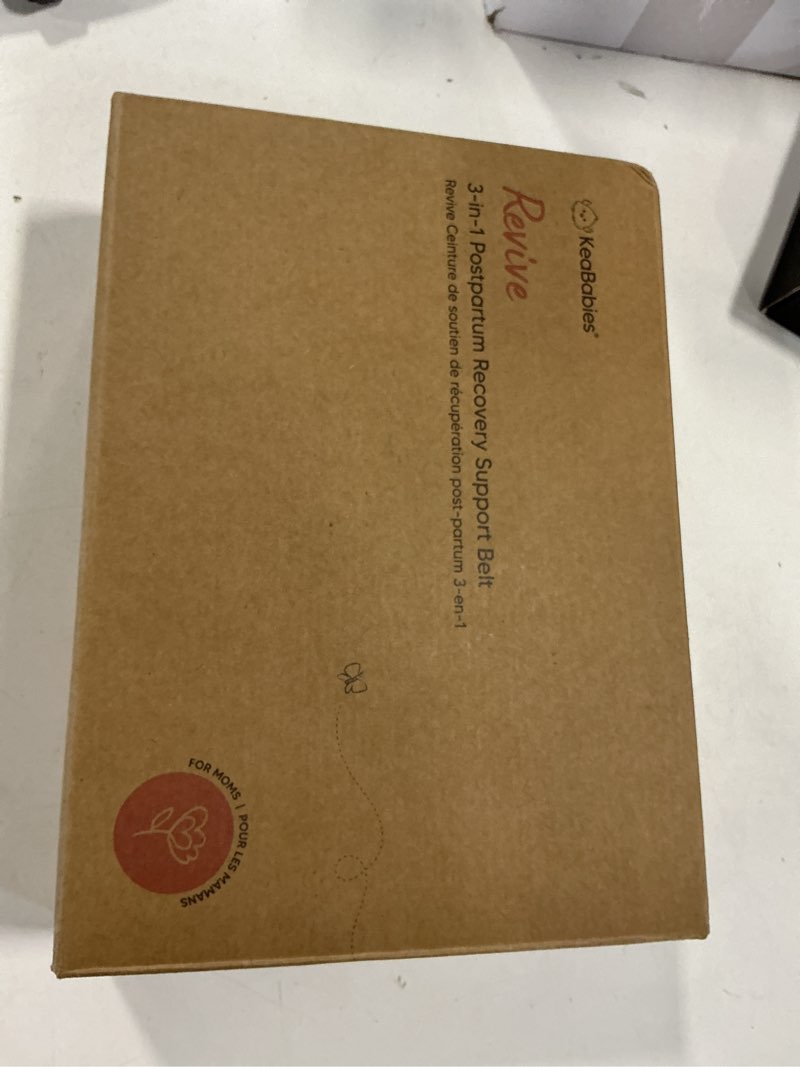 KeaBabies®
Revive
3-in-1 Postpartum Recovery Support Belt
Revive Ceinture de soutien de récupération post-partum 3-en-1
FOR MOMS | POUR LES MAMANS